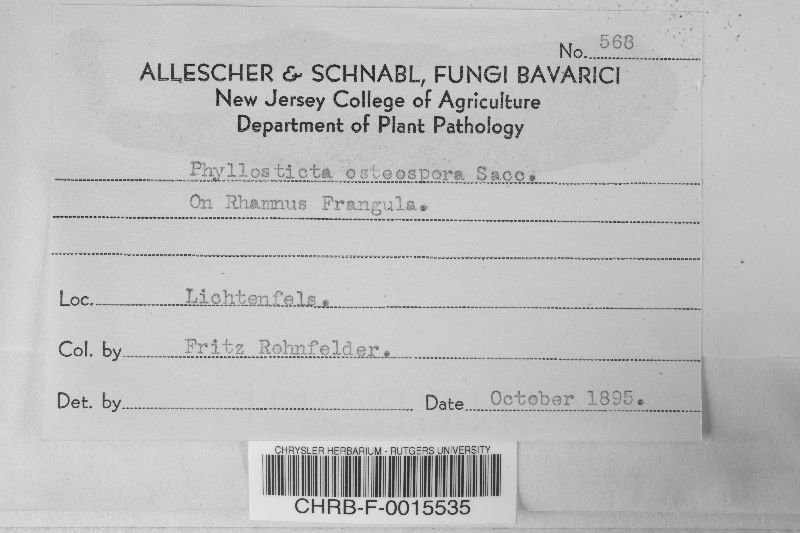 No. 568
ALLESCHER & SCHNABL, FUNGI BAVARICI
New Jersey College of Agriculture
Department of Plant Pathology
Phyllosticta osteospora Sacc.
On Rhamnus Frangula.
Loc. Lichtenfels.
Col. by Fritz Rohnfelder.
Det. by Date October 1895.
CHRYSLER HERBARIUM - RUTGERS UNIVERSITY
CHRB-F-0015535